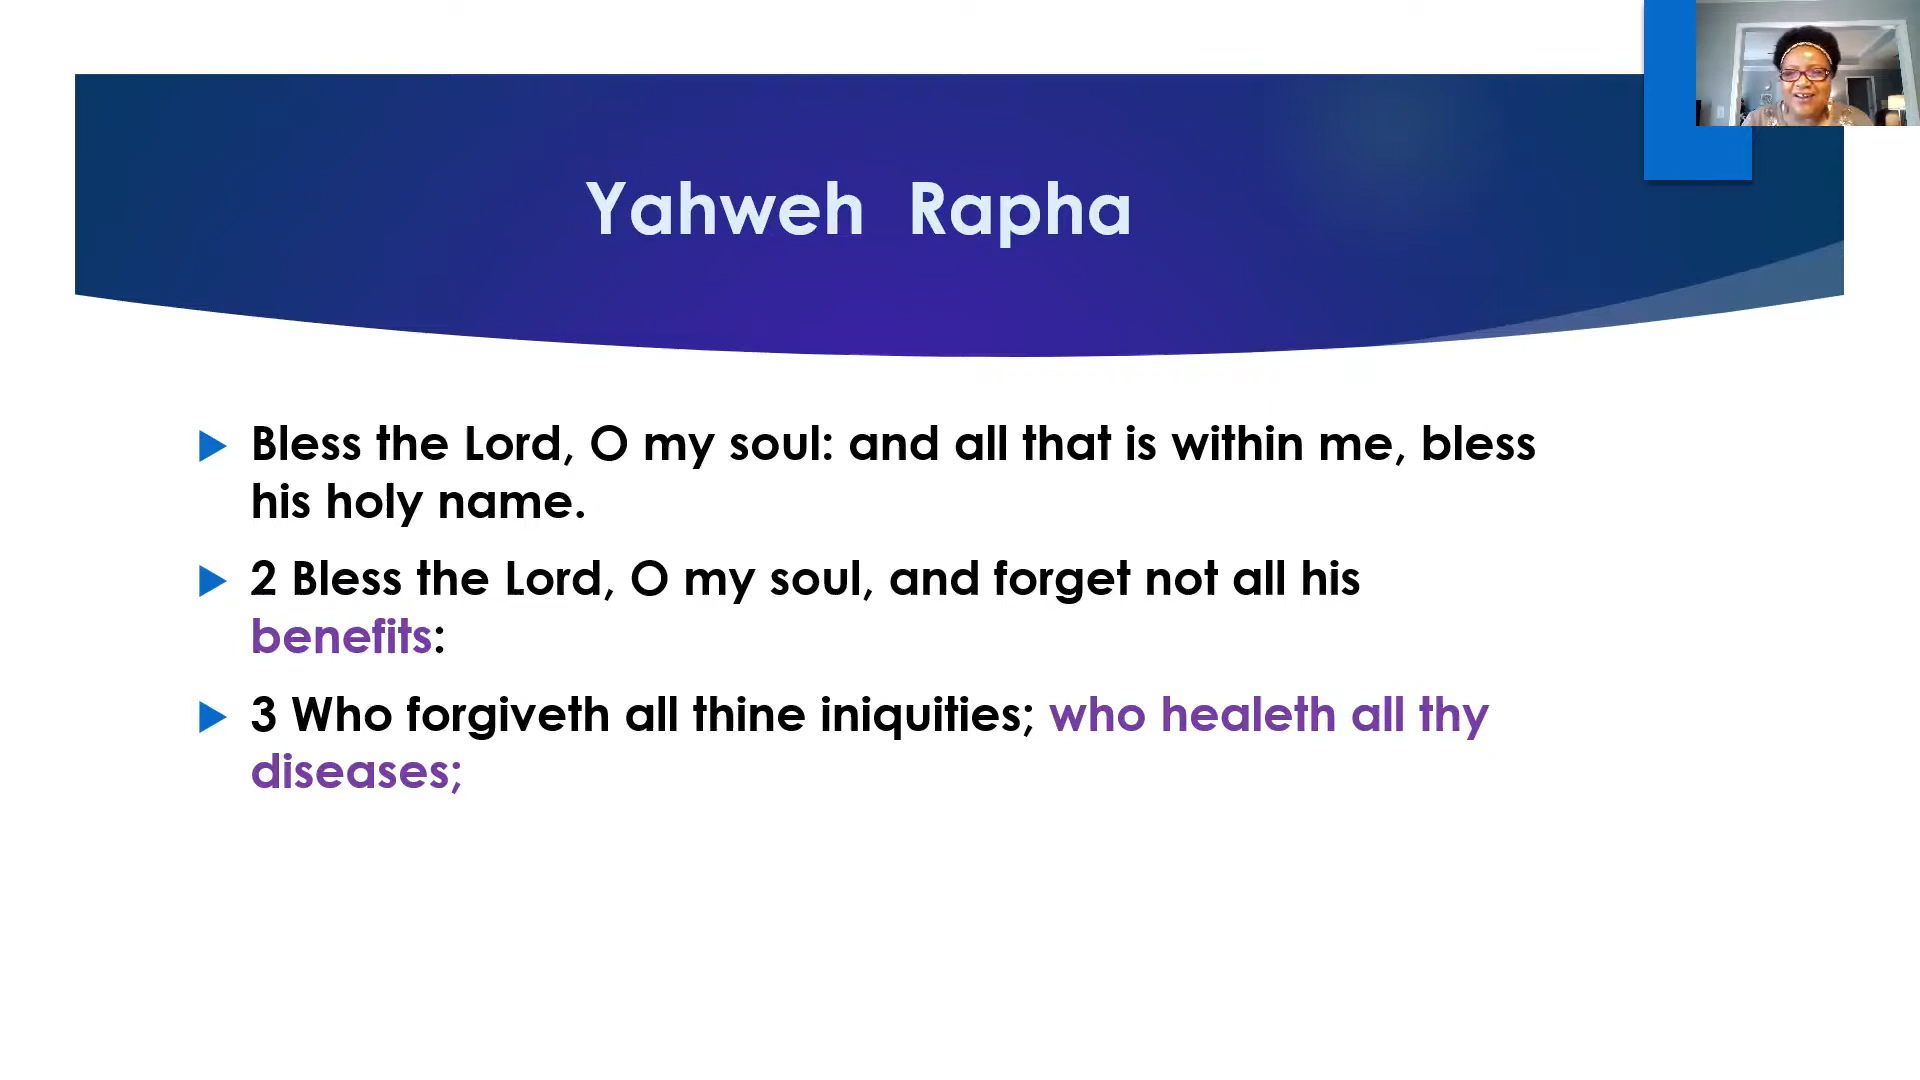 Yahweh Rapha
Bless the Lord, O my soul: and all that is within me, bless
his holy name.
2 Bless the Lord, O my soul, and forget not all his
benefits:
3 Who forgiveth all thine iniquities; who healeth all thy
diseases;